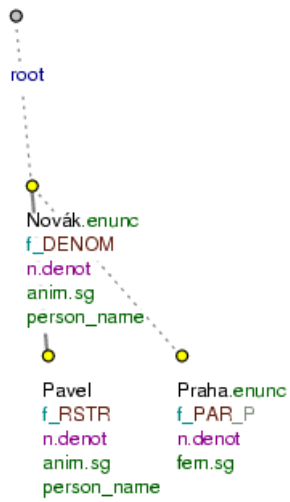 root
Novák.enunc
f_DENOM
n.denot
anim.sg
person_name
Pavel
f_RSTR
n.denot
anim.sg
person_name
Praha.enunc
f_PAR_P
n.denot
fem.sg